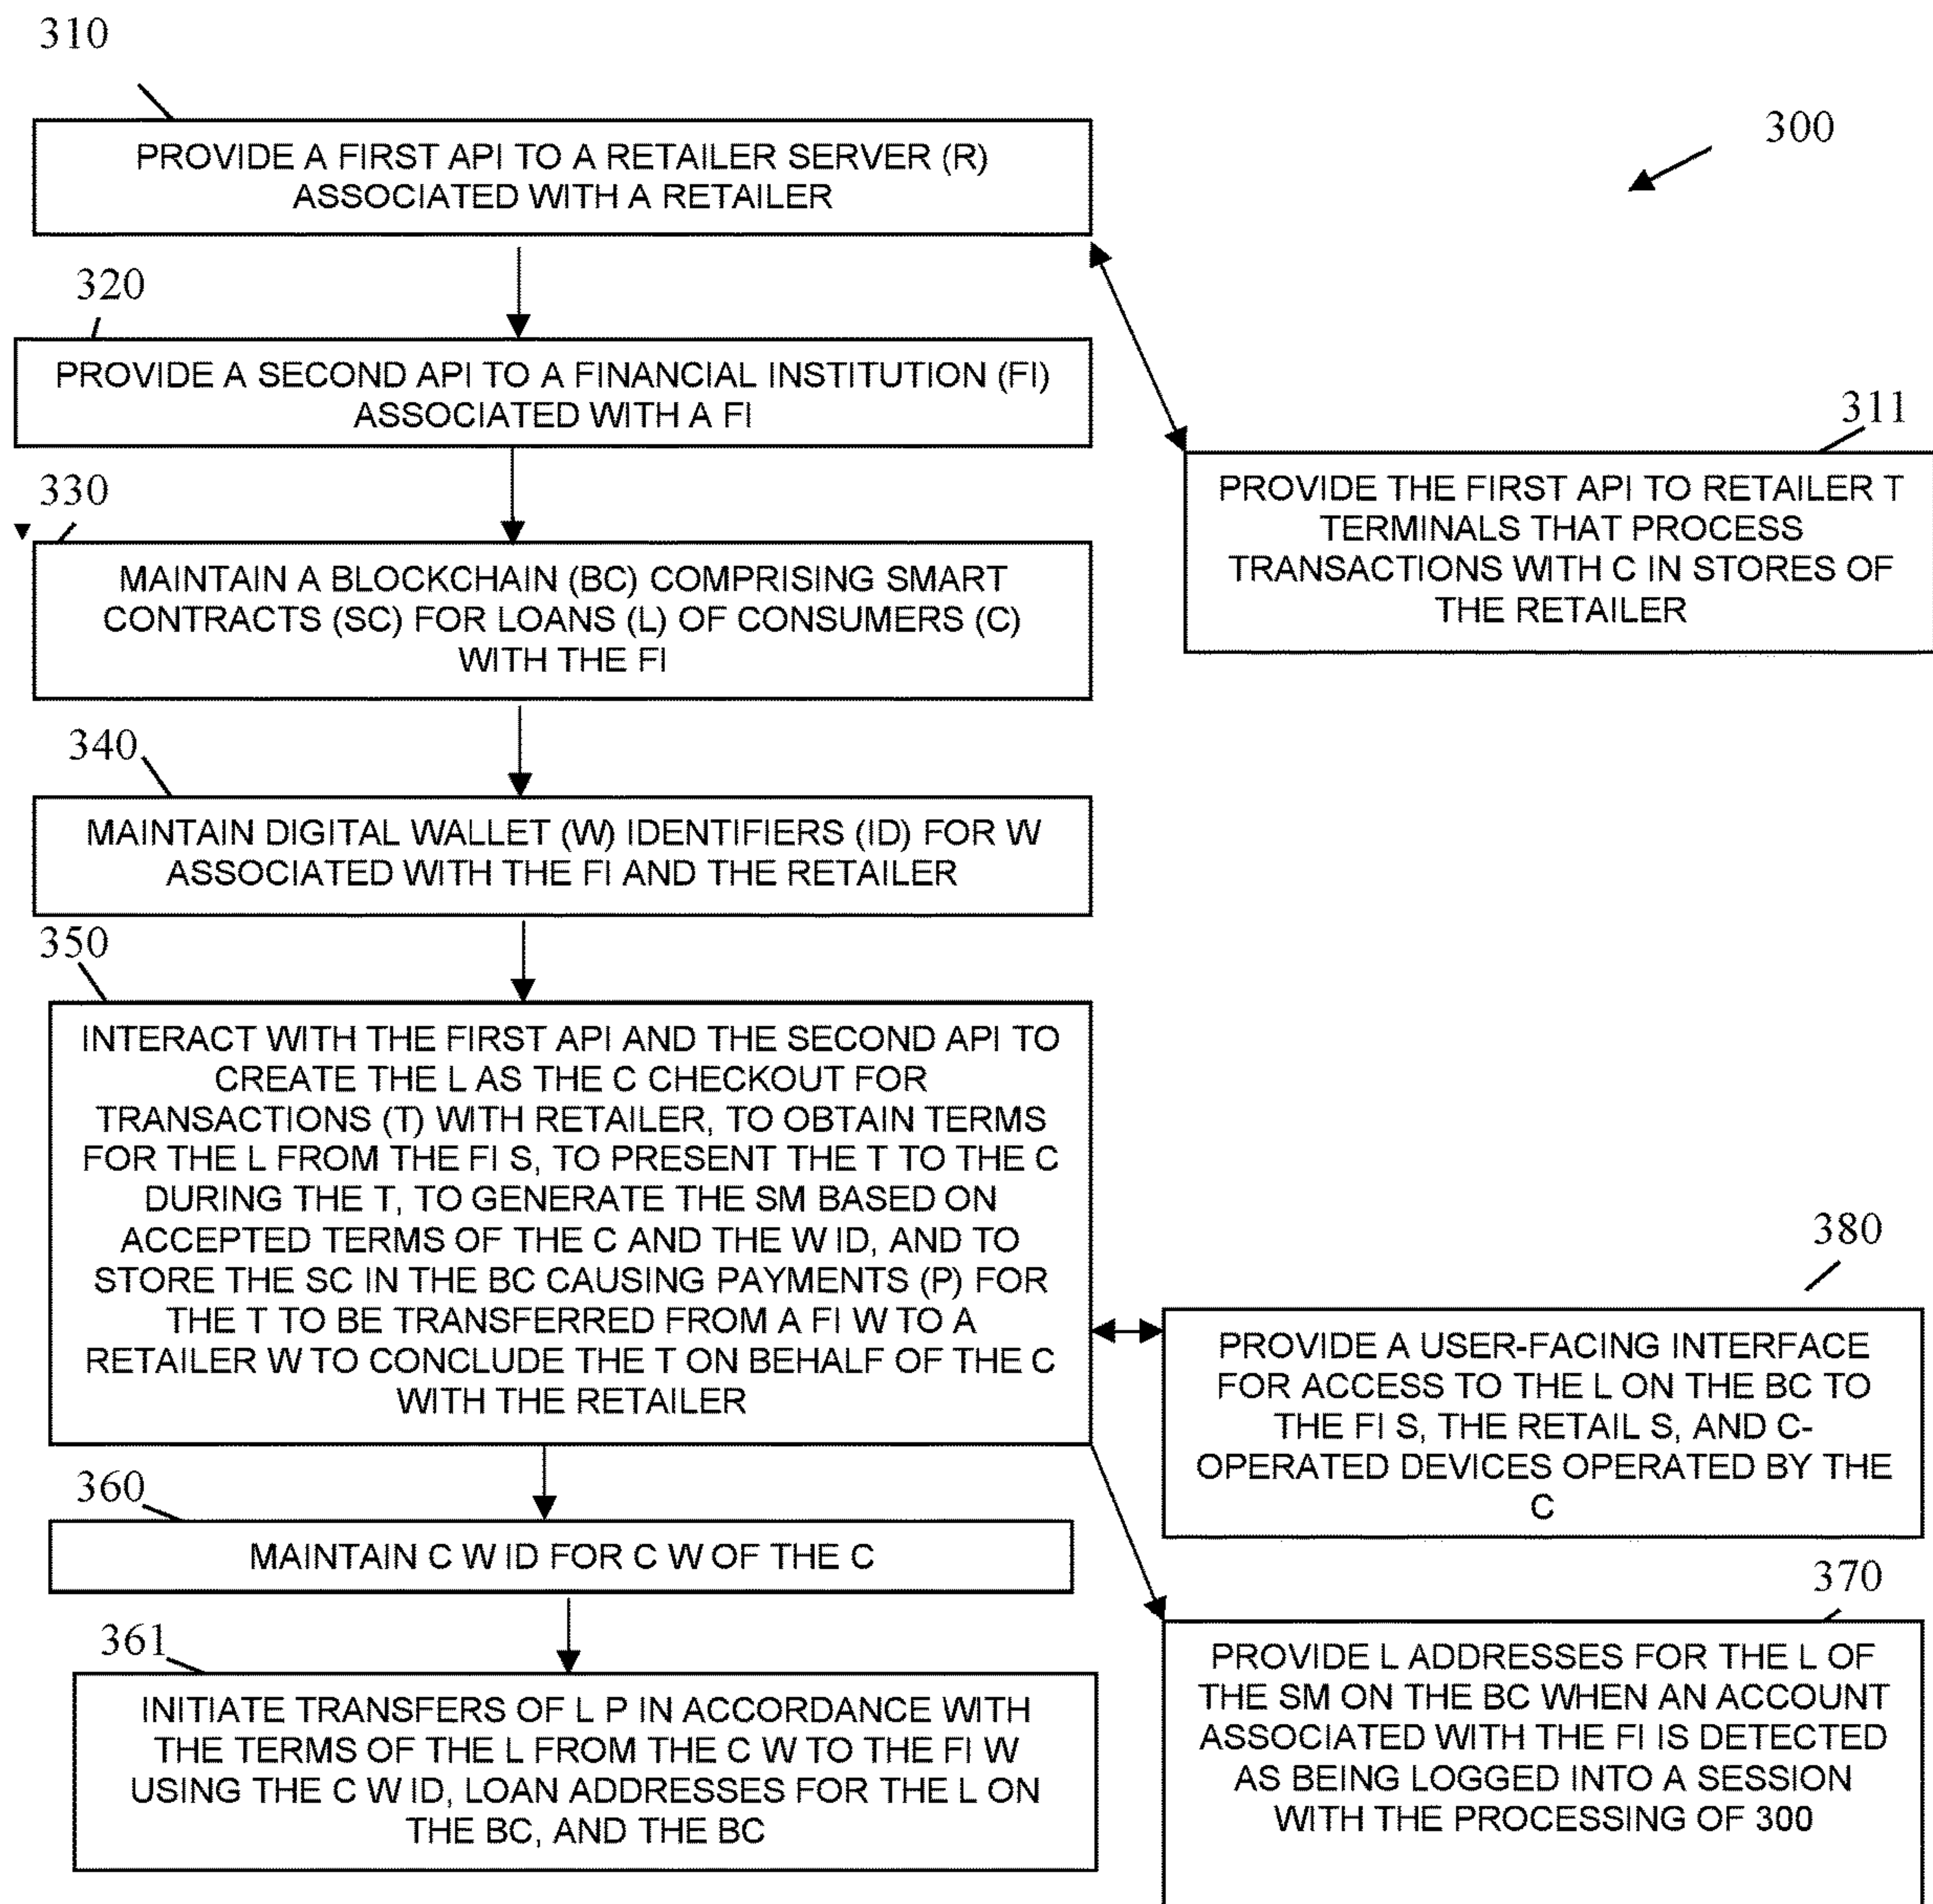 310
PROVIDE A FIRST API TO A RETAILER SERVER (R)
ASSOCIATED WITH A RETAILER
300
320
PROVIDE A SECOND API TO A FINANCIAL INSTITUTION (FI)
ASSOCIATED WITH A FI
311
PROVIDE THE FIRST API TO RETAILER T
TERMINALS THAT PROCESS
TRANSACTIONS WITH C IN STORES OF
THE RETAILER
330
MAINTAIN A BLOCKCHAIN (BC) COMPRISING SMART
CONTRACTS (SC) FOR LOANS (L) OF CONSUMERS (C)
WITH THE FI
340
MAINTAIN DIGITAL WALLET (W) IDENTIFIERS (ID) FOR W
ASSOCIATED WITH THE FI AND THE RETAILER
350
INTERACT WITH THE FIRST API AND THE SECOND API TO
CREATE THE L AS THE C CHECKOUT FOR
TRANSACTIONS (T) WITH RETAILER, TO OBTAIN TERMS
FOR THE L FROM THE FI S, TO PRESENT THE T TO THE C
DURING THE T, TO GENERATE THE SM BASED ON
ACCEPTED TERMS OF THE C AND THE W ID, AND TO
STORE THE SC IN THE BC CAUSING PAYMENTS (P) FOR
THE T TO BE TRANSFERRED FROM A FI W TO A
RETAILER W TO CONCLUDE THE T ON BEHALF OF THE C
WITH THE RETAILER
380
PROVIDE A USER-FACING INTERFACE
FOR ACCESS TO THE L ON THE BC TO
THE FI S, THE RETAIL S, AND C-
OPERATED DEVICES OPERATED BY THE
C
360
MAINTAIN C W ID FOR C W OF THE C
370
PROVIDE L ADDRESSES FOR THE L OF
THE SM ON THE BC WHEN AN ACCOUNT
ASSOCIATED WITH THE FI IS DETECTED
AS BEING LOGGED INTO A SESSION
WITH THE PROCESSING OF 300
361
INITIATE TRANSFERS OF L P IN ACCORDANCE WITH
THE TERMS OF THE L FROM THE C W TO THE FI W
USING THE C W ID, LOAN ADDRESSES FOR THE L ON
THE BC, AND THE BC